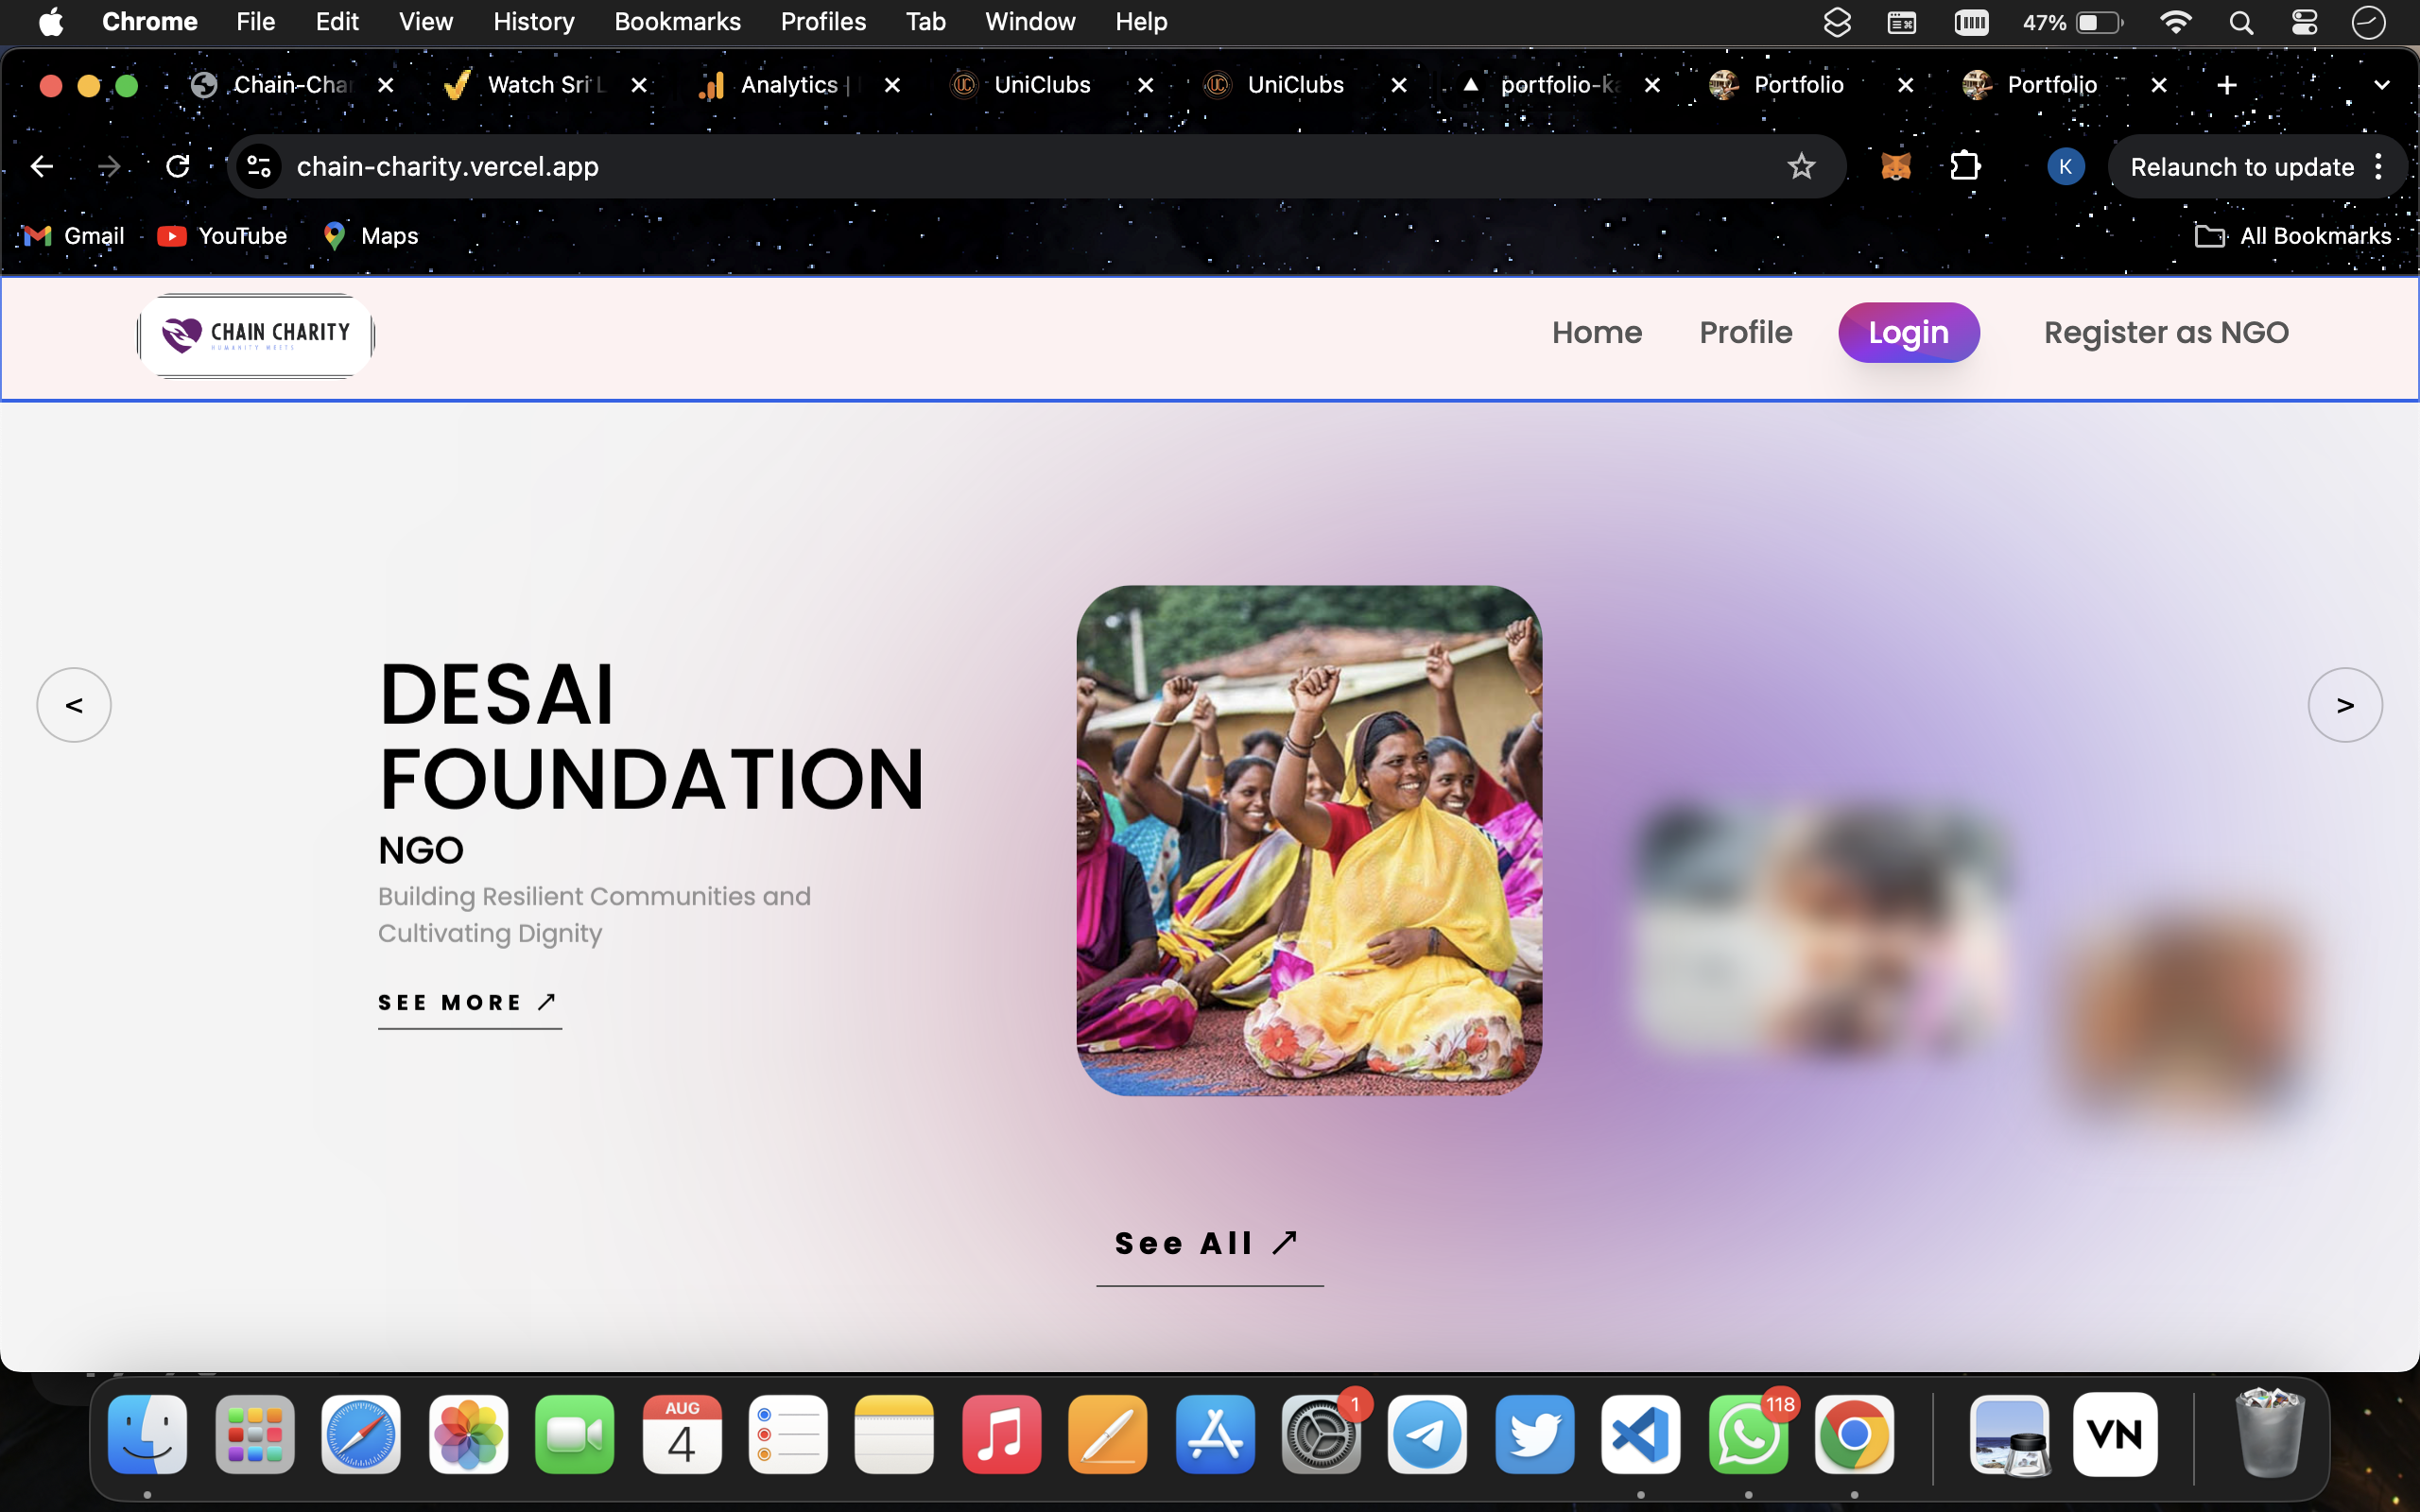 Chrome File Edit View History Bookmarks Profiles Tab Window Help 47%
Chain-Cha Watch Sri L Analytics | UniClubs UniClubs portfolio-ka Portfolio Portfolio
chain-charity.vercel.app K Relaunch to update
Gmail YouTube Maps All Bookmarks
CHAIN CHARITY
Home Profile Login Register as NGO
DESAI
FOUNDATION
< >
NGO
Building Resilient Communities and
Cultivating Dignity
SEE MORE ↗
See All ↗
AUG
4
1
118
VN